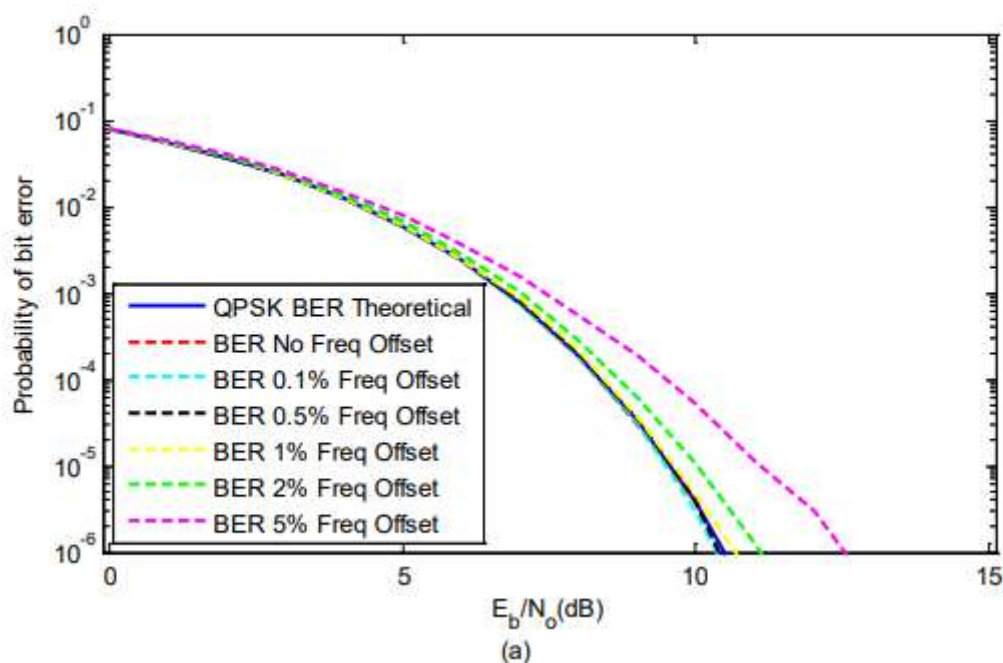 10^0
10^-1
10^-2
10^-3
10^-4
10^-5
10^-6
Probability of bit error
QPSK BER Theoretical
BER No Freq Offset
BER 0.1% Freq Offset
BER 0.5% Freq Offset
BER 1% Freq Offset
BER 2% Freq Offset
BER 5% Freq Offset
0 5 10 15
E_b/N_o(dB)
(a)